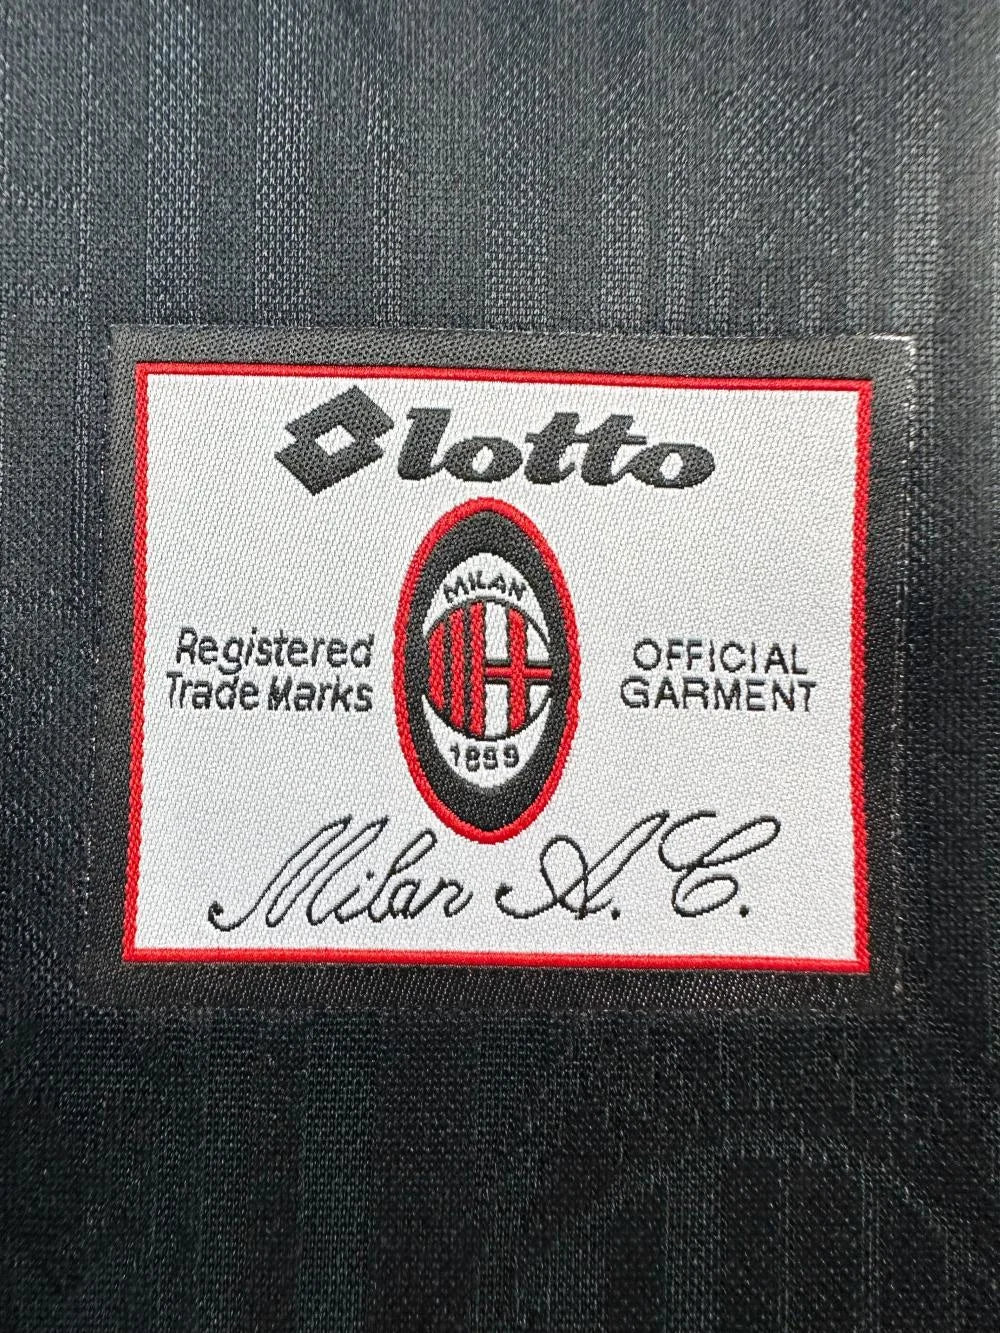 lotto
MILAN
Registered
Trade Marks
OFFICIAL
GARMENT
1899
Milan A.C.